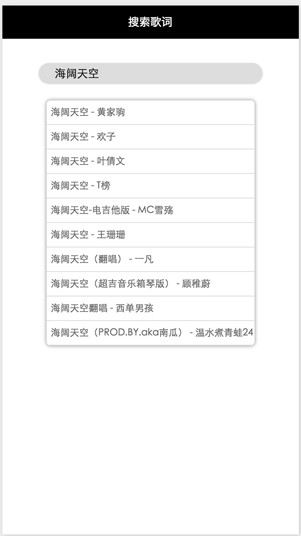 搜索歌词
海阔天空
海阔天空 - 黄家驹
海阔天空 - 欢子
海阔天空 - 叶倩文
海阔天空 - T榜
海阔天空-电吉他版 - MC雪殇
海阔天空 - 王珊珊
海阔天空（翻唱） - 一凡
海阔天空（超吉音乐箱琴版） - 顾雅蔚
海阔天空翻唱 - 西单男孩
海阔天空（PROD.BY.aka南瓜） - 温水煮青蛙24